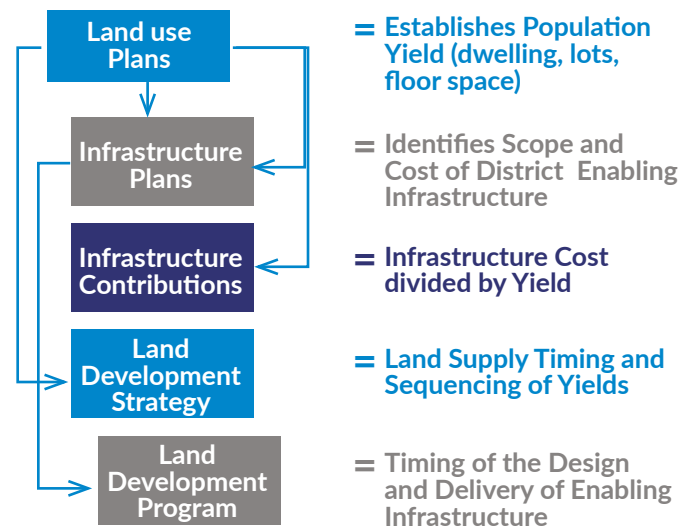 Land use
Plans
= Establishes Population
Yield (dwelling, lots,
floor space)
Infrastructure
Plans
= Identifies Scope and
Cost of District Enabling
Infrastructure
Infrastructure
Contributions
= Infrastructure Cost
divided by Yield
Land
Development
Strategy
= Land Supply Timing and
Sequencing of Yields
Land
Development
Program
= Timing of the Design
and Delivery of Enabling
Infrastructure